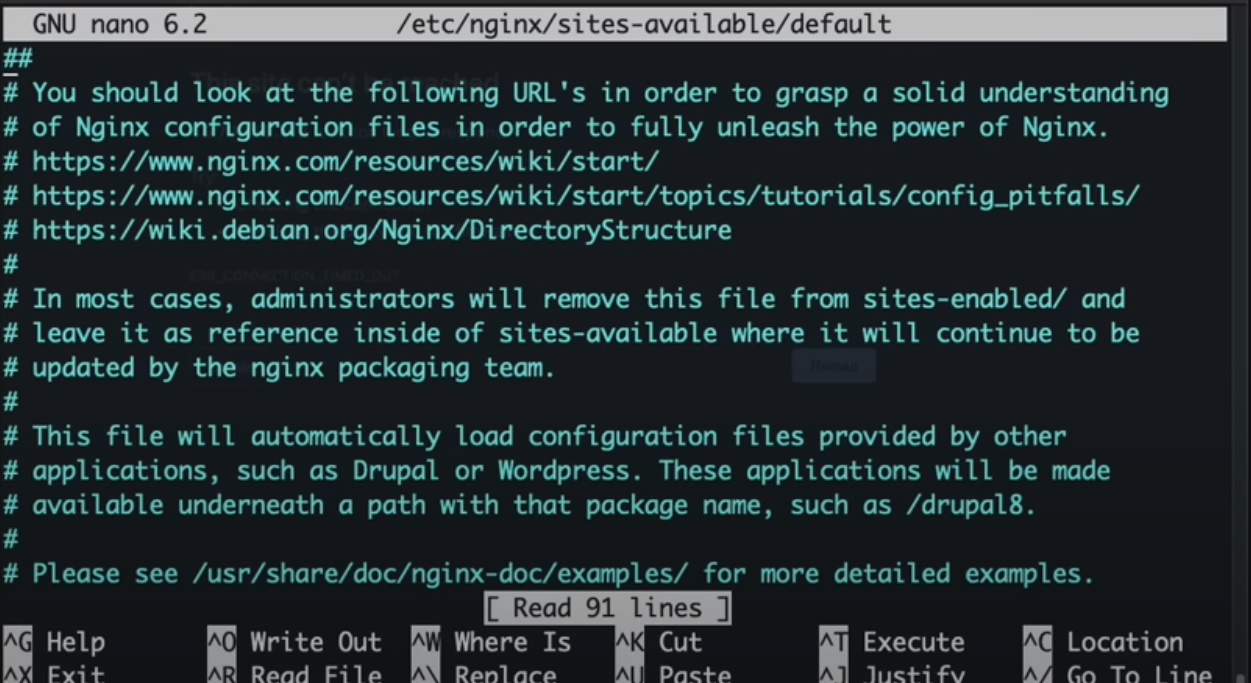 GNU nano 6.2 /etc/nginx/sites-available/default
##
# You should look at the following URL's in order to grasp a solid understanding
# of Nginx configuration files in order to fully unleash the power of Nginx.
# https://www.nginx.com/resources/wiki/start/
# https://www.nginx.com/resources/wiki/start/topics/tutorials/config_pitfalls/
# https://wiki.debian.org/Nginx/DirectoryStructure
#
ERR_CONNECTION_TIMED_OUT
# In most cases, administrators will remove this file from sites-enabled/ and
# leave it as reference inside of sites-available where it will continue to be
# updated by the nginx packaging team.
Reload
#
# This file will automatically load configuration files provided by other
# applications, such as Drupal or Wordpress. These applications will be made
# available underneath a path with that package name, such as /drupal8.
#
# Please see /usr/share/doc/nginx-doc/examples/ for more detailed examples.
[ Read 91 lines ]
^G Help ^O Write Out ^W Where Is ^K Cut ^T Execute ^C Location
^X Exit ^R Read File ^\ Replace ^U Paste ^J Justify ^/ Go To Line